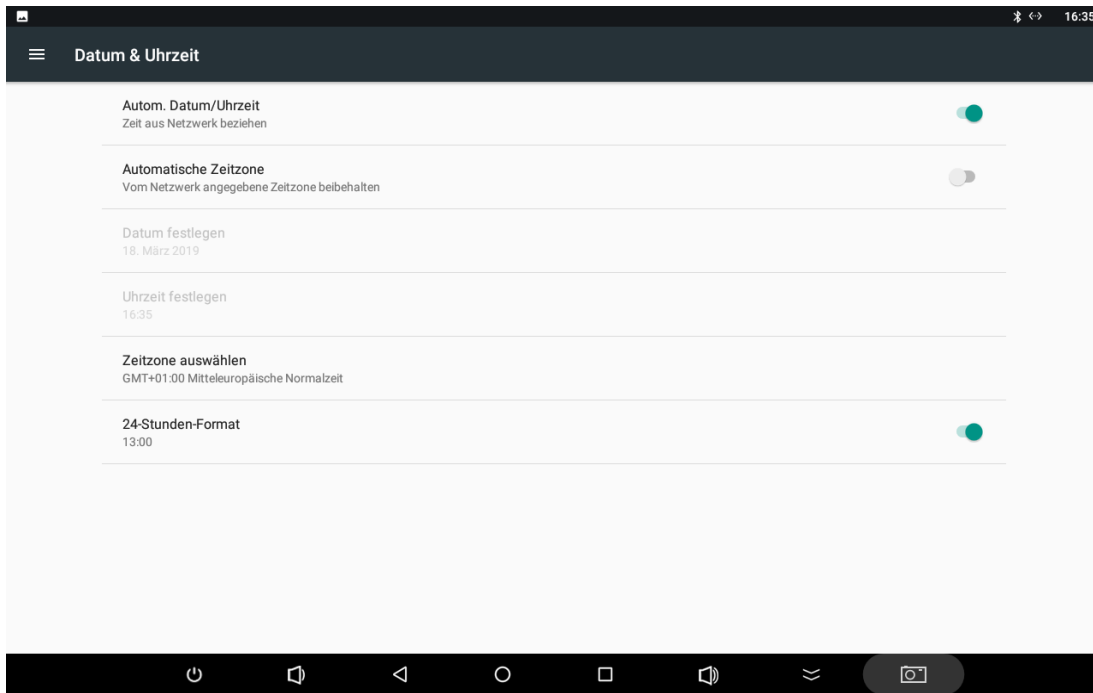 16:35
Datum & Uhrzeit
Autom. Datum/Uhrzeit
Zeit aus Netzwerk beziehen
Automatische Zeitzone
Vom Netzwerk angegebene Zeitzone beibehalten
Datum festlegen
18. März 2019
Uhrzeit festlegen
16:35
Zeitzone auswählen
GMT+01:00 Mitteleuropäische Normalzeit
24-Stunden-Format
13:00